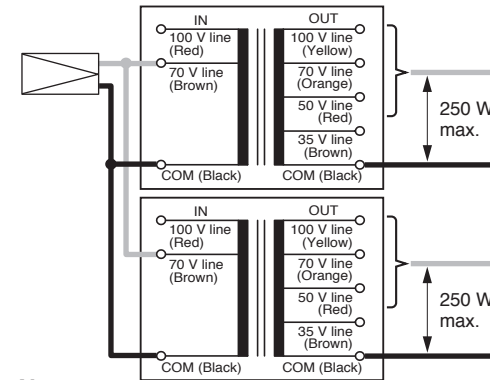 IN
OUT
100 V line
(Red)
70 V line
(Brown)
COM (Black)
100 V line
(Yellow)
70 V line
(Orange)
50 V line
(Red)
35 V line
(Brown)
COM (Black)
250 W
max.
IN
OUT
100 V line
(Red)
70 V line
(Brown)
COM (Black)
100 V line
(Yellow)
70 V line
(Orange)
50 V line
(Red)
35 V line
(Brown)
COM (Black)
250 W
max.